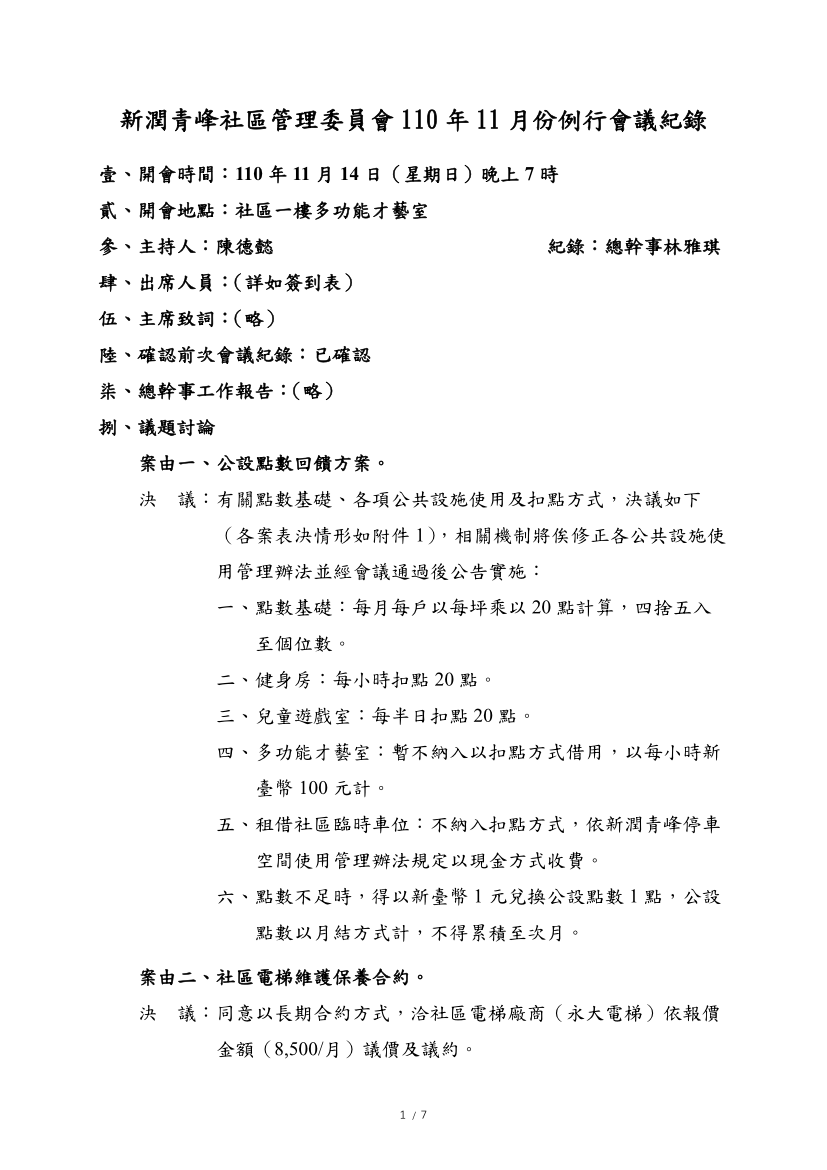 新潤青峰社區管理委員會 110 年 11 月份例行會議紀錄
壹、開會時間：110 年 11 月 14 日（星期日）晚上 7 時
貳、開會地點：社區一樓多功能才藝室
參、主持人：陳德懿 紀錄：總幹事林雅琪
肆、出席人員：（詳如簽到表）
伍、主席致詞：（略）
陸、確認前次會議紀錄：已確認
柒、總幹事工作報告：（略）
捌、議題討論
案由一、公設點數回饋方案。
決　議：有關點數基礎、各項公共設施使用及扣點方式，決議如下
（各案表決情形如附件 1），相關機制將俟修正各公共設施使
用管理辦法並經會議通過後公告實施：
一、點數基礎：每月每戶以每坪乘以 20 點計算，四捨五入
至個位數。
二、健身房：每小時扣點 20 點。
三、兒童遊戲室：每半日扣點 20 點。
四、多功能才藝室：暫不納入以扣點方式借用，以每小時新
臺幣 100 元計。
五、租借社區臨時車位：不納入扣點方式，依新潤青峰停車
空間使用管理辦法規定以現金方式收費。
六、點數不足時，得以新臺幣 1 元兌換公設點數 1 點，公設
點數以月結方式計，不得累積至次月。
案由二、社區電梯維護保養合約。
決　議：同意以長期合約方式，洽社區電梯廠商（永大電梯）依報價
金額（8,500/月）議價及議約。
1 / 7